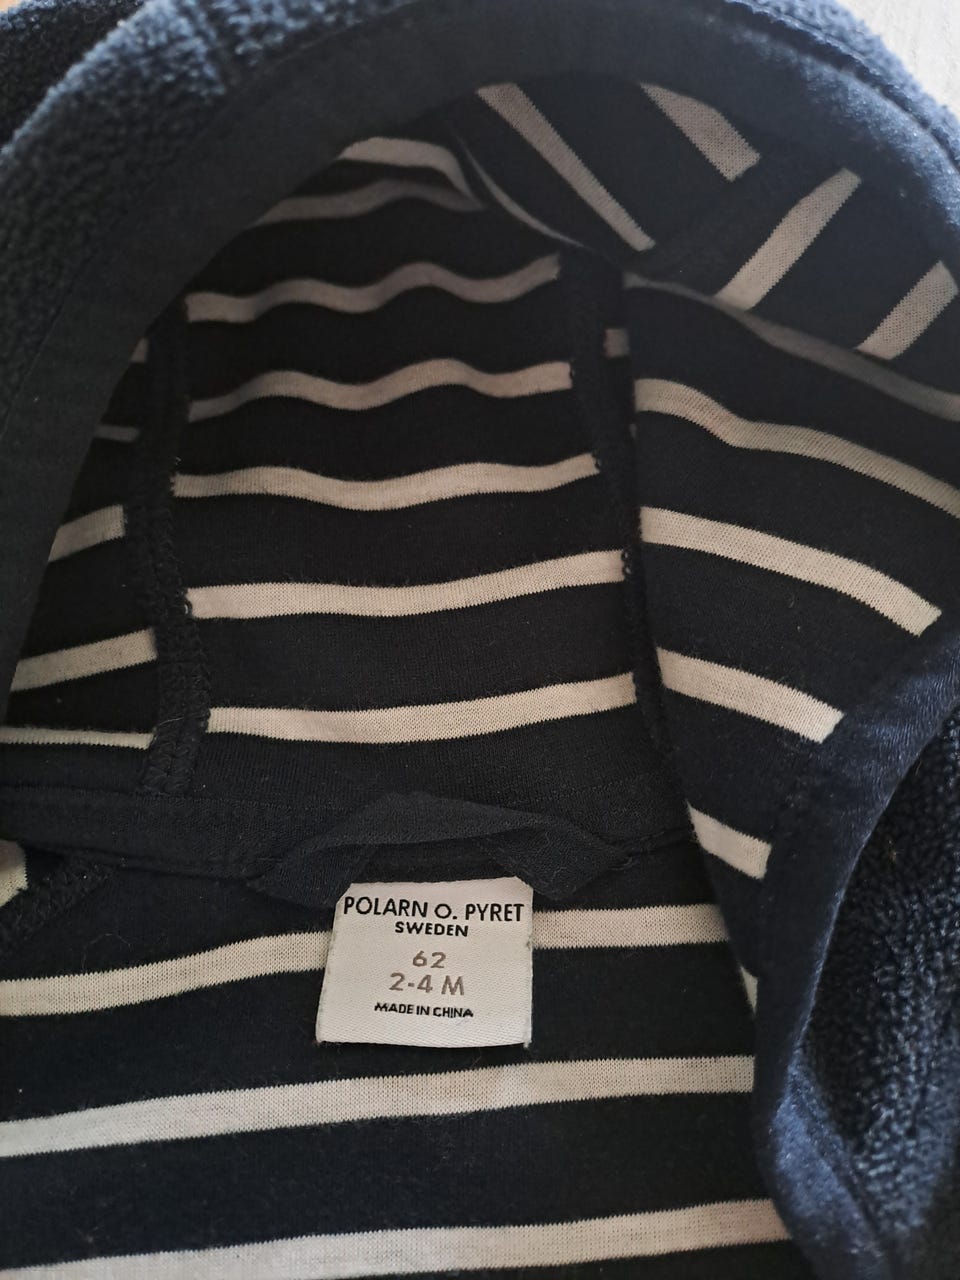 POLARN O. PYRET
SWEDEN
62
2-4 M
MADE IN CHINA